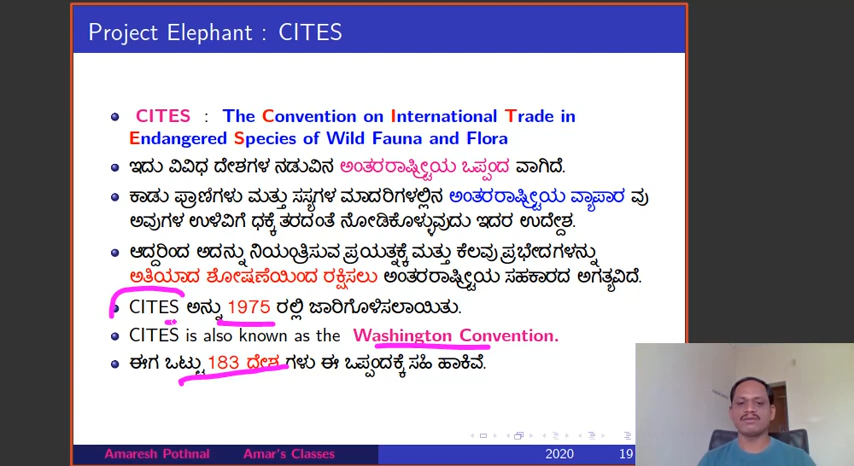 Project Elephant : CITES
CITES : The Convention on International Trade in
Endangered Species of Wild Fauna and Flora
ಇದು ವಿವಿಧ ದೇಶಗಳ ನಡುವಿನ ಅಂತರರಾಷ್ಟ್ರೀಯ ಒಪ್ಪಂದ ವಾಗಿದೆ.
ಕಾಡು ಪ್ರಾಣಿಗಳು ಮತ್ತು ಸಸ್ಯಗಳ ಮಾದರಿಗಳಲ್ಲಿನ ಅಂತರರಾಷ್ಟ್ರೀಯ ವ್ಯಾಪಾರ ವು
ಅವುಗಳ ಉಳಿವಿಗೆ ಧಕ್ಕೆ ತರದಂತೆ ನೋಡಿಕೊಳ್ಳುವುದು ಇದರ ಉದೇಶ.
ಆದ್ದರಿಂದ ಅದನ್ನು ನಿಯಂತ್ರಿಸುವ ಪ್ರಯತ್ನಕ್ಕೆ ಮತ್ತು ಕೆಲವು ಪ್ರಭೇದಗಳನ್ನು
ಅತಿಯಾದ ಶೋಷಣೆಯಿಂದ ರಕ್ಷಿಸಲು ಅಂತರರಾಷ್ಟ್ರೀಯ ಸಹಕಾರದ ಅಗತ್ಯವಿದೆ.
CITES ಅನ್ನು 1975 ರಲ್ಲಿ ಜಾರಿಗೊಳಿಸಲಾಯಿತು.
CITES is also known as the Washington Convention.
ಈಗ ಒಟ್ಟು 183 ದೇಶ ಗಳು ಈ ಒಪ್ಪಂದಕ್ಕೆ ಸಹಿ ಹಾಕಿವೆ.
Amaresh Pothnal Amar's Classes 2020 19